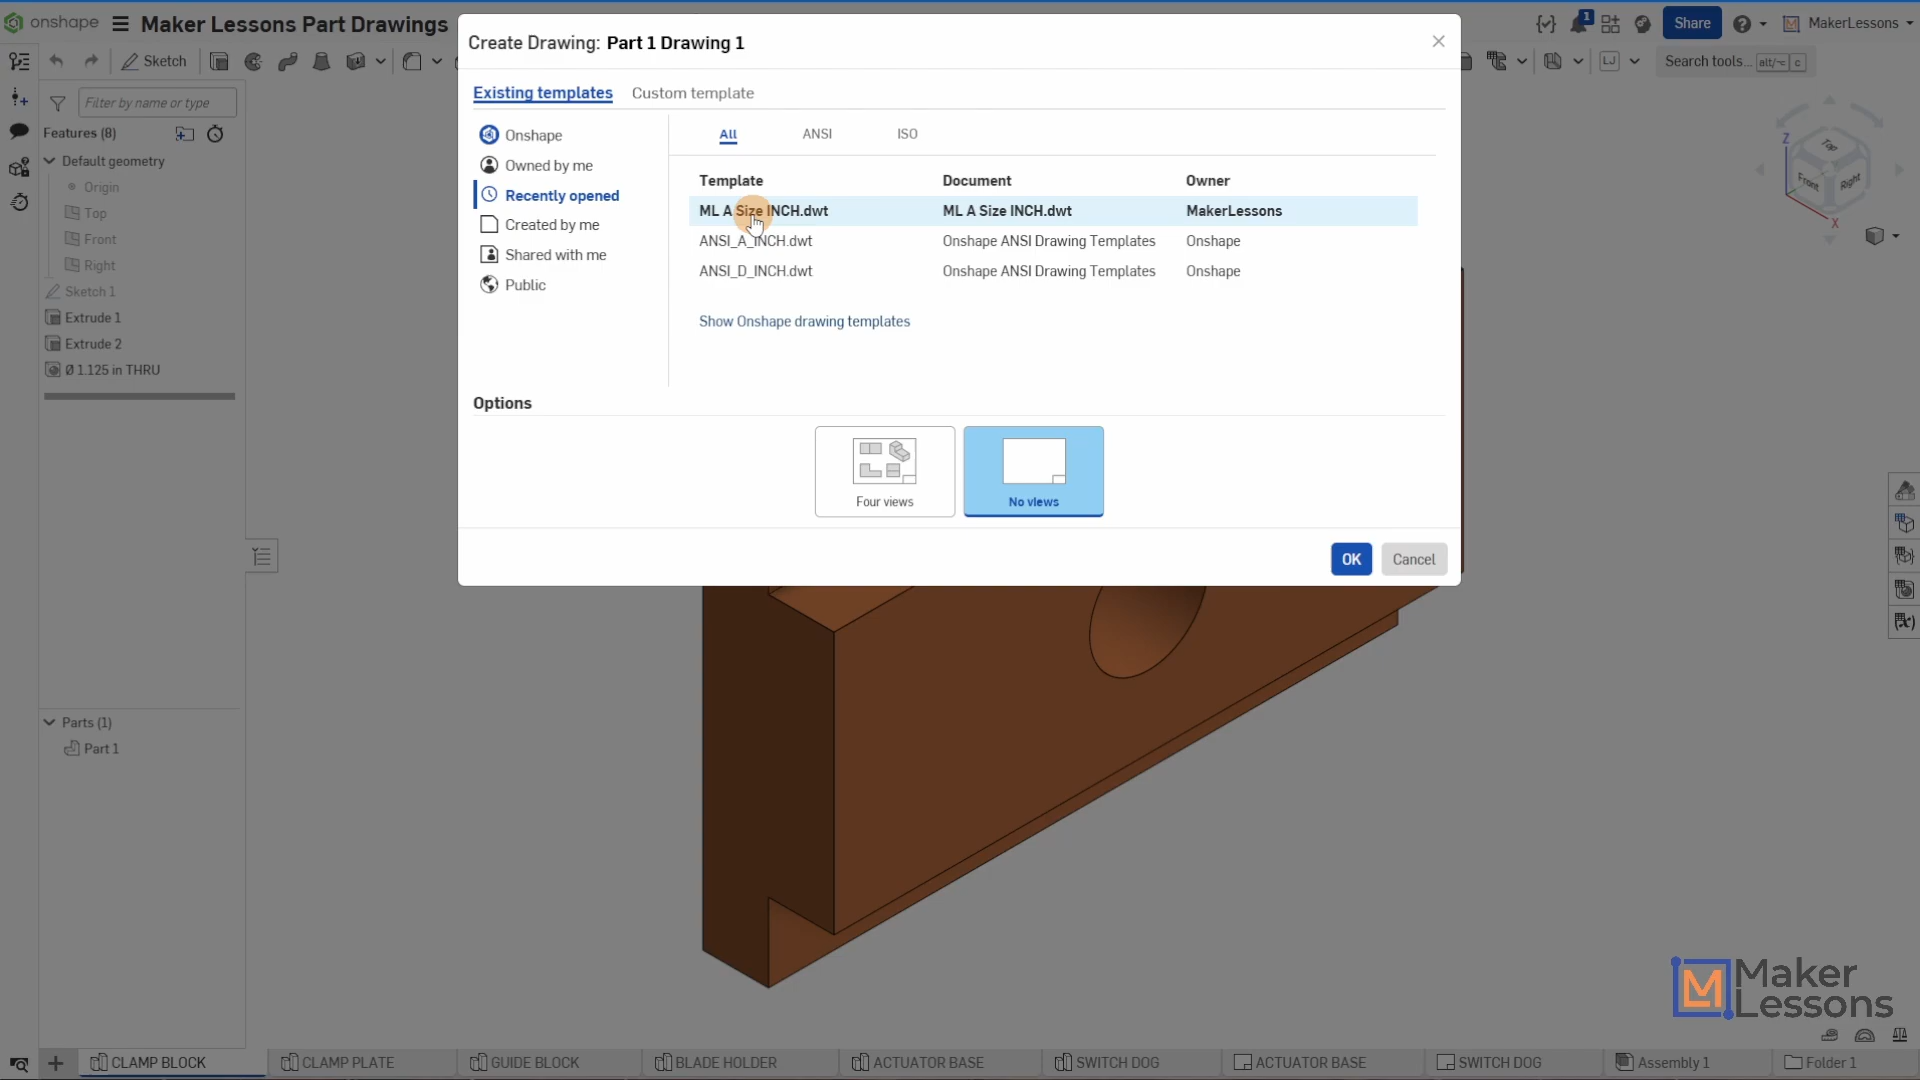 onshape
Maker Lessons Part Drawings
Share
MakerLessons
Sketch
Search tools... alt/⌥ c
Filter by name or type
Features (8)
Default geometry
Origin
Top
Front
Right
Sketch 1
Extrude 1
Extrude 2
Ø 1.125 in THRU
Parts (1)
Part 1
Create Drawing: Part 1 Drawing 1
Existing templates
Custom template
Onshape
Owned by me
Recently opened
Created by me
Shared with me
Public
All
ANSI
ISO
Template
Document
Owner
ML A Size INCH.dwt
ML A Size INCH.dwt
MakerLessons
ANSI_A_INCH.dwt
Onshape ANSI Drawing Templates
Onshape
ANSI_D_INCH.dwt
Onshape ANSI Drawing Templates
Onshape
Show Onshape drawing templates
Options
Four views
No views
OK
Cancel
Z
Top
Front
Right
X
1
LJ
(x)
M Maker
Lessons
CLAMP BLOCK
CLAMP PLATE
GUIDE BLOCK
BLADE HOLDER
ACTUATOR BASE
SWITCH DOG
ACTUATOR BASE
SWITCH DOG
Assembly 1
Folder 1